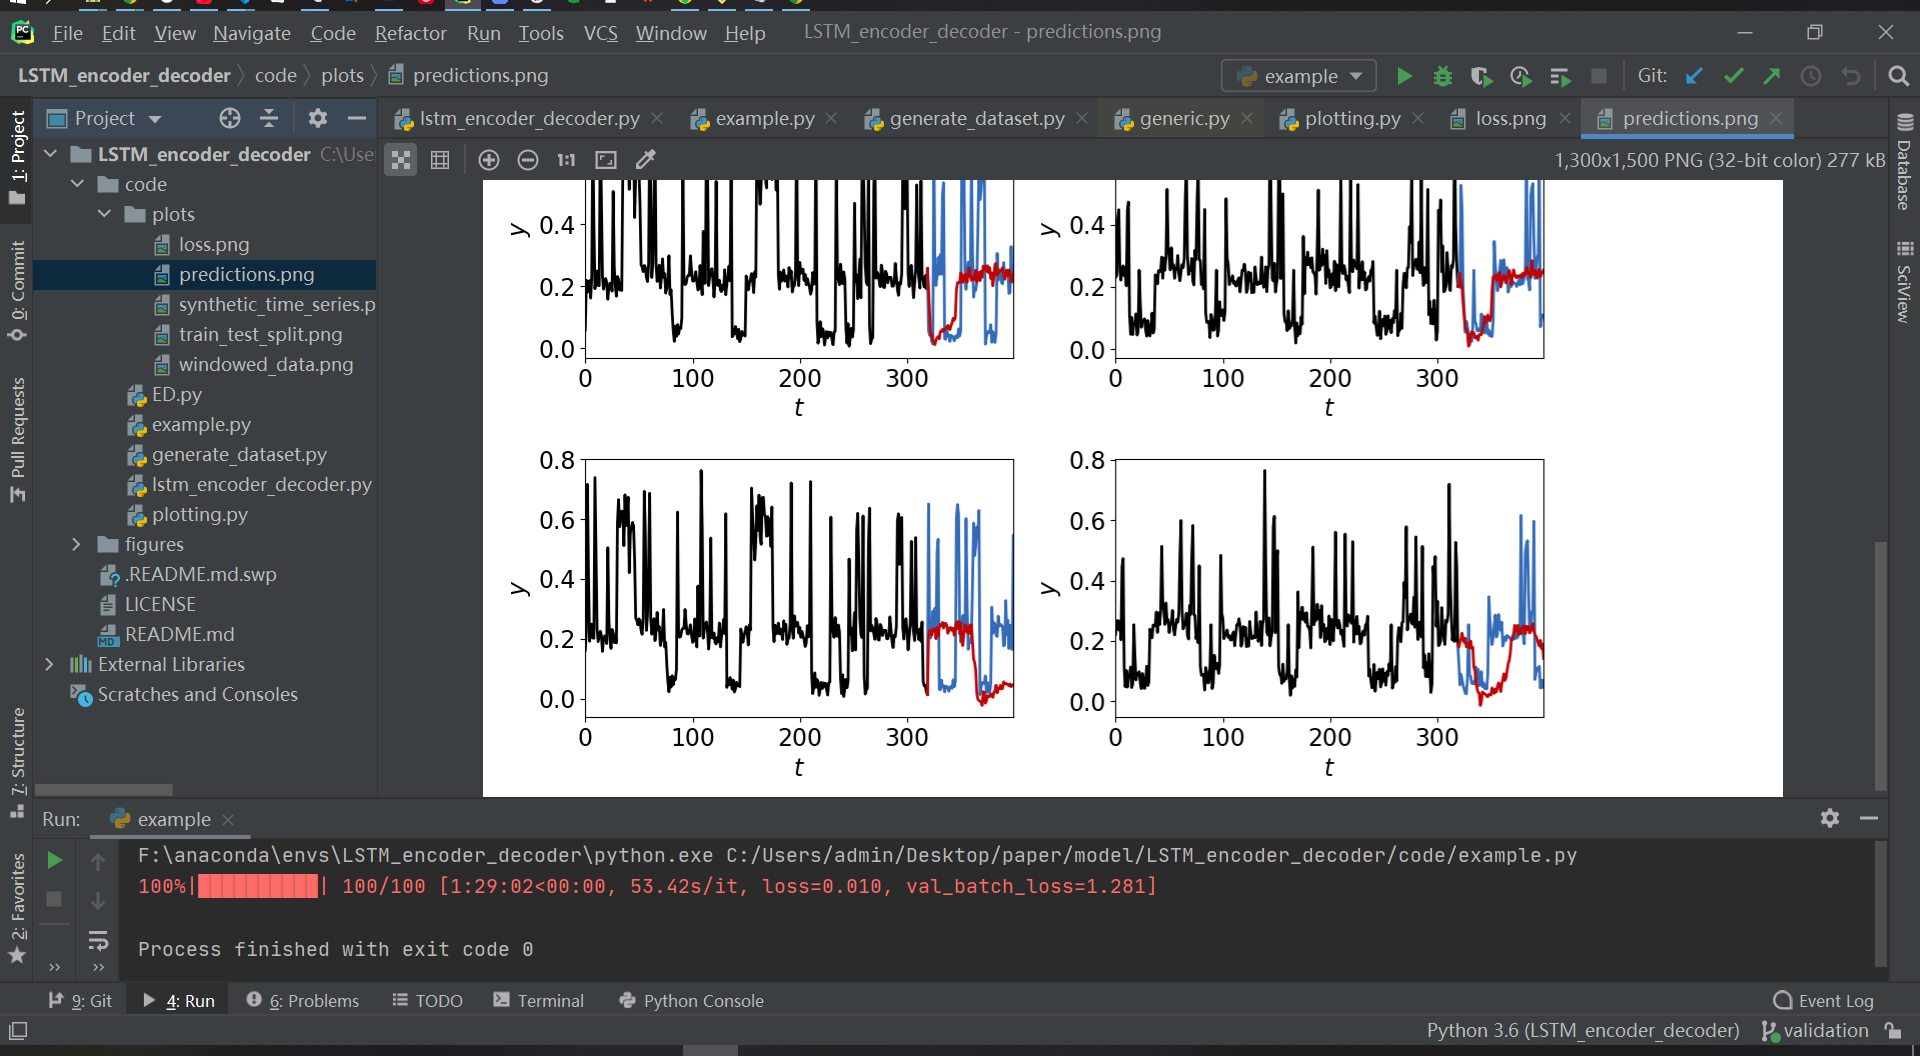 PC File Edit View Navigate Code Refactor Run Tools VCS Window Help LSTM_encoder_decoder - predictions.png
LSTM_encoder_decoder code plots predictions.png example Git:
1: Project
0: Commit
Pull Requests
7: Structure
2: Favorites
Project
LSTM_encoder_decoder C:\Use
code
plots
loss.png
predictions.png
synthetic_time_series.p
train_test_split.png
windowed_data.png
ED.py
example.py
generate_dataset.py
lstm_encoder_decoder.py
plotting.py
figures
.README.md.swp
LICENSE
README.md
External Libraries
Scratches and Consoles
lstm_encoder_decoder.py example.py generate_dataset.py generic.py plotting.py loss.png predictions.png
1:1 1,300x1,500 PNG (32-bit color) 277 kB
Database
SciView
y 0.4 0.2 0.0
0 100 200 300
t
y 0.4 0.2 0.0
0 100 200 300
t
y 0.8 0.6 0.4 0.2 0.0
0 100 200 300
t
y 0.8 0.6 0.4 0.2 0.0
0 100 200 300
t
Run: example
F:\anaconda\envs\LSTM_encoder_decoder\python.exe C:/Users/admin/Desktop/paper/model/LSTM_encoder_decoder/code/example.py
100%|██████████| 100/100 [1:29:02<00:00, 53.42s/it, loss=0.010, val_batch_loss=1.281]
Process finished with exit code 0
9: Git 4: Run 6: Problems TODO Terminal Python Console Event Log
Python 3.6 (LSTM_encoder_decoder) validation